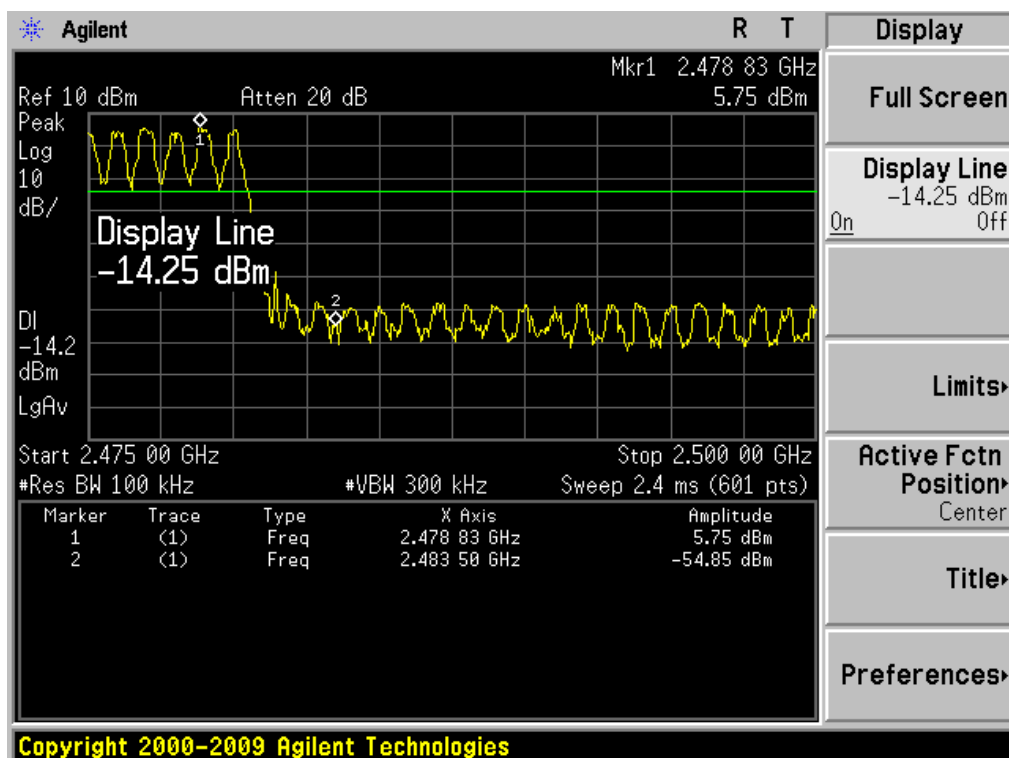 Agilent R T Display
Mkr1 2.478 83 GHz
Ref 10 dBm Atten 20 dB 5.75 dBm
Peak
Log
10
dB/
1
Display Line
-14.25 dBm
2
DI
-14.2
dBm
LgAv
Start 2.475 00 GHz Stop 2.500 00 GHz
#Res BW 100 kHz #VBW 300 kHz Sweep 2.4 ms (601 pts)
Marker Trace Type X Axis Amplitude
1 (1) Freq 2.478 83 GHz 5.75 dBm
2 (1) Freq 2.483 50 GHz -54.85 dBm
Full Screen
Display Line
-14.25 dBm
On Off
Limits
Active Fctn
Position
Center
Title
Preferences
Copyright 2000-2009 Agilent Technologies